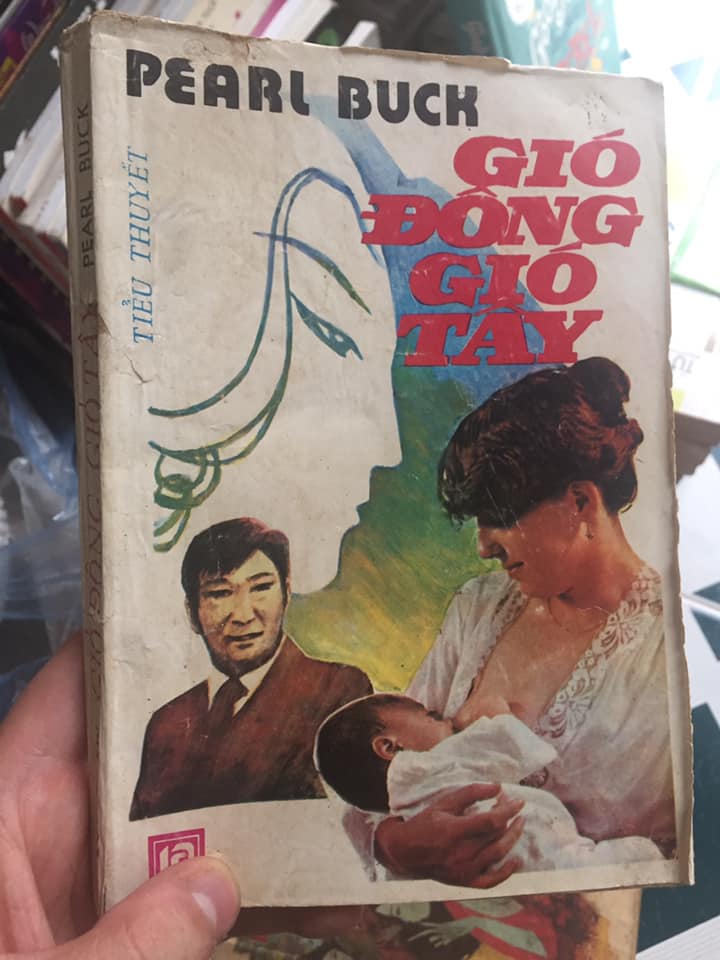 PEARL BUCK
TIỂU THUYẾT
GIÓ
ĐÔNG
GIÓ
TÂY
GIÓ ĐÔNG GIÓ TÂY PEARL BUCK